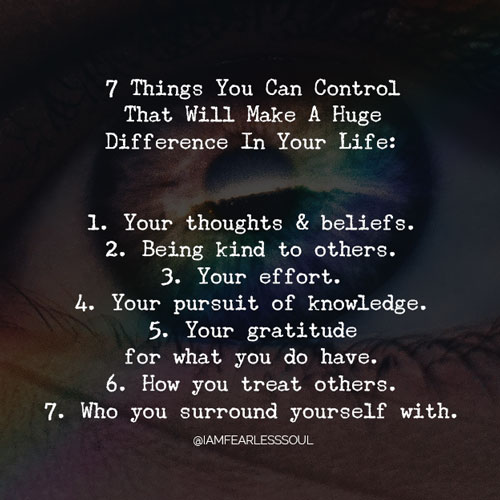 7 Things You Can Control
That Will Make A Huge
Difference In Your Life:
1. Your thoughts & beliefs.
2. Being kind to others.
3. Your effort.
4. Your pursuit of knowledge.
5. Your gratitude
for what you do have.
6. How you treat others.
7. Who you surround yourself with.
@IAMFEARLESSSOUL